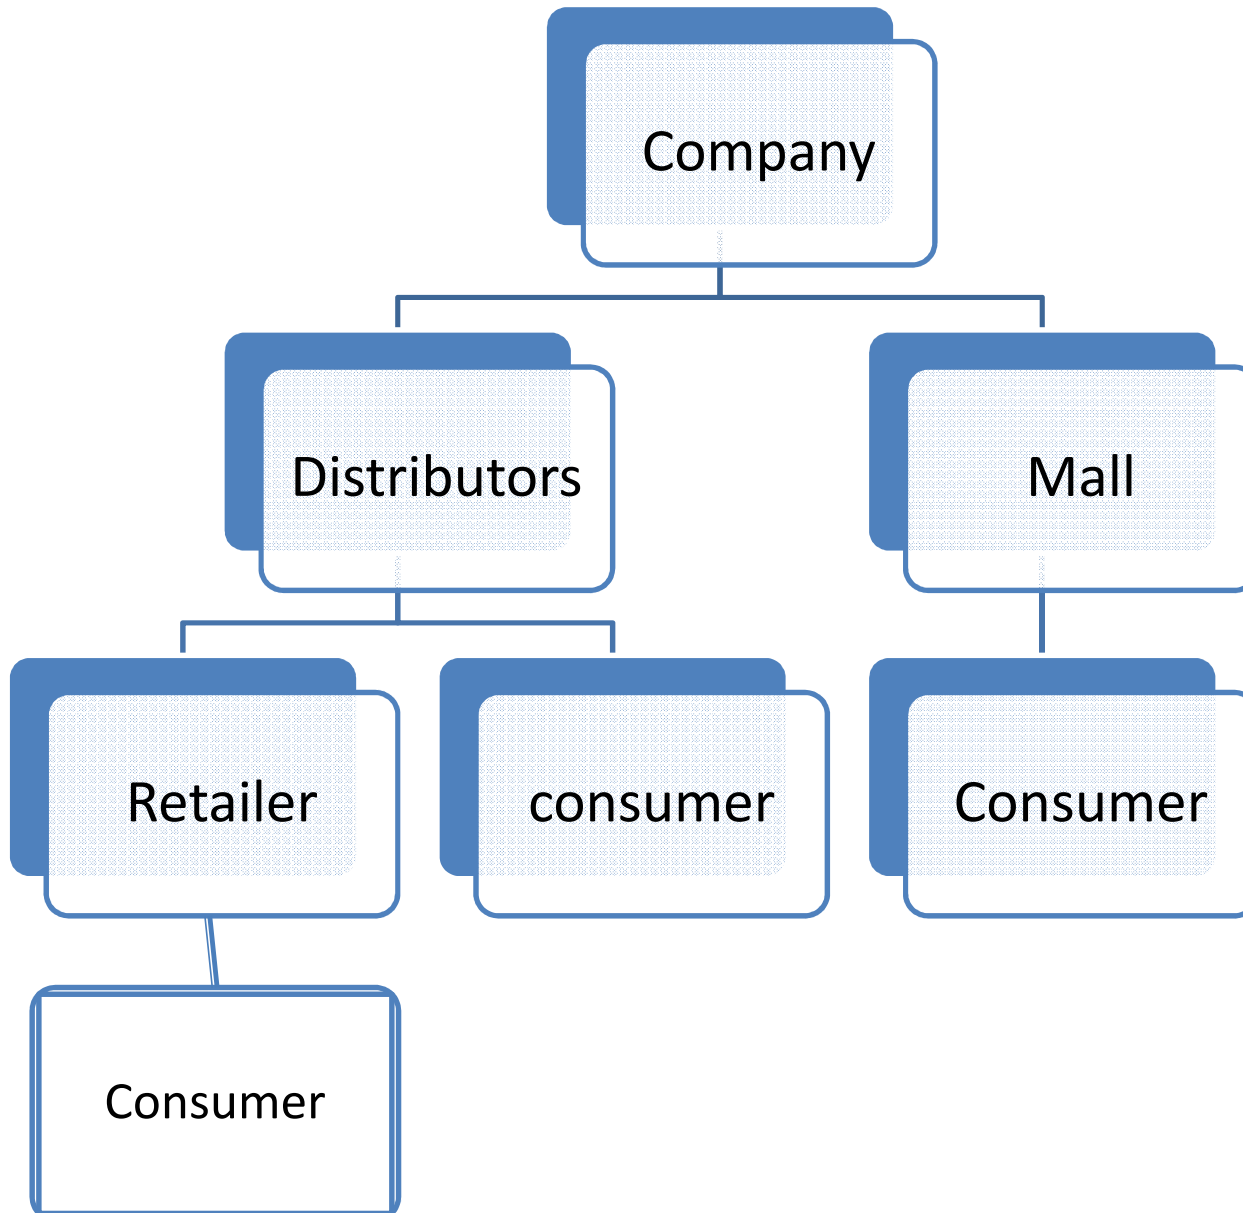 Company
Distributors
Mall
Retailer
consumer
Consumer
Consumer